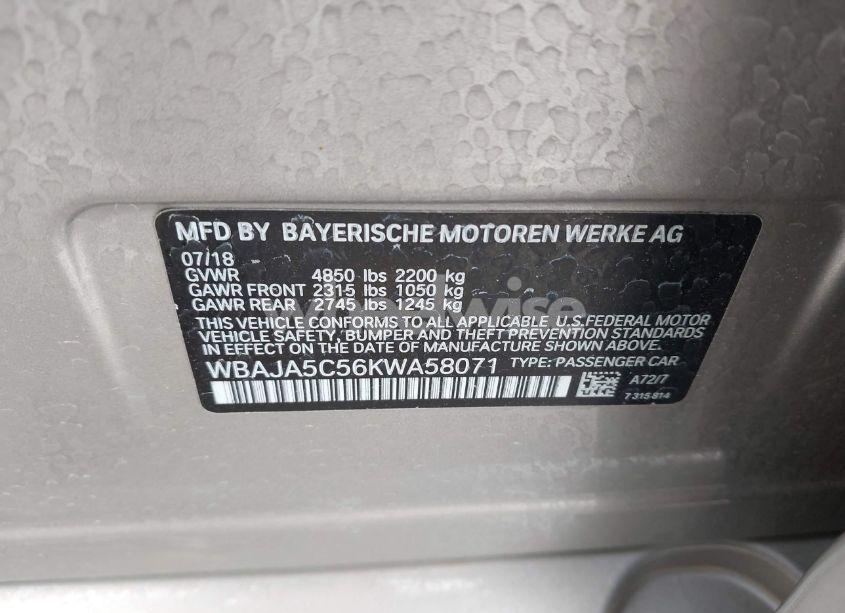 MFD BY BAYERISCHE MOTOREN WERKE AG
07/18
GVWR 4850 lbs 2200 kg
GAWR FRONT 2315 lbs 1050 kg
GAWR REAR 2745 lbs 1245 kg
THIS VEHICLE CONFORMS TO ALL APPLICABLE U.S.FEDERAL MOTOR
VEHICLE SAFETY, BUMPER AND THEFT PREVENTION STANDARDS
IN EFFECT ON THE DATE OF MANUFACTURE SHOWN ABOVE.
WBAJA5C56KWA58071 TYPE: PASSENGER CAR
A72/7
7 315 814